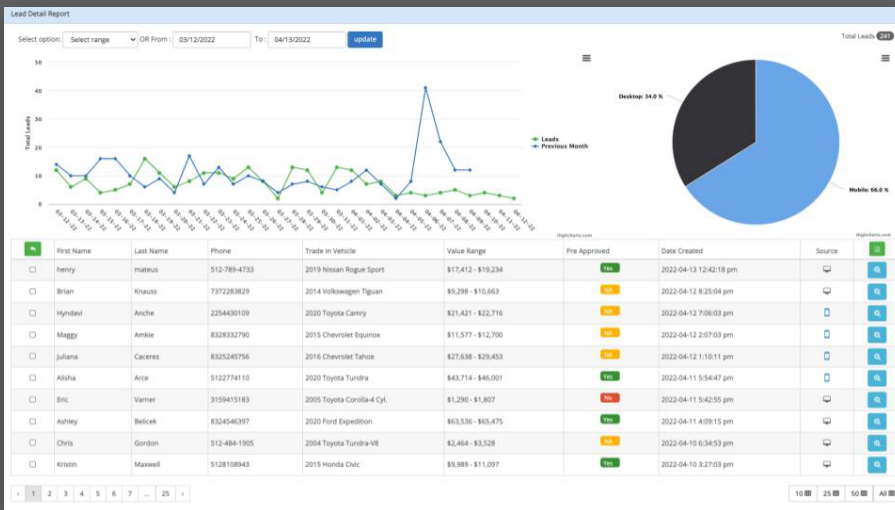 Lead Detail Report
Select option: Select range OR From : 03/12/2022 To : 04/13/2022 update Total Leads 241
50
40
30
20
10
0
Total Leads
Leads
Previous Month
Desktop: 34.0 %
Mobile: 66.0 %
Highcharts.com
Highcharts.com
First Name Last Name Phone Trade In Vehicle Value Range Pre Approved Date Created Source
henry mateus 512-789-4733 2019 Nissan Rogue Sport $17,412 - $19,234 Yes 2022-04-13 12:42:18 pm
Brian Knauss 7372283829 2014 Volkswagen Tiguan $9,298 - $10,663 NA 2022-04-12 8:25:04 pm
Hyndavi Anche 2254430109 2020 Toyota Camry $21,421 - $22,716 NA 2022-04-12 7:06:03 pm
Maggy Amkie 8328332790 2015 Chevrolet Equinox $11,577 - $12,700 NA 2022-04-12 2:07:03 pm
Juliana Caceres 8325245756 2016 Chevrolet Tahoe $27,638 - $29,453 NA 2022-04-12 1:10:11 pm
Alisha Arce 5122774110 2020 Toyota Tundra $43,714 - $46,001 Yes 2022-04-11 5:54:47 pm
Eric Varner 3159415183 2005 Toyota Corolla-4 Cyl. $1,290 - $1,807 No 2022-04-11 5:42:55 pm
Ashley Belicek 8324546397 2020 Ford Expedition $63,536 - $65,475 Yes 2022-04-11 4:09:15 pm
Chris Gordon 512-484-1905 2004 Toyota Tundra-V8 $2,464 - $3,528 NA 2022-04-10 6:34:53 pm
Kristin Maxwell 5128108943 2015 Honda Civic $9,989 - $11,097 Yes 2022-04-10 3:27:03 pm
‹ 1 2 3 4 5 6 7 ... 25 › 10 25 50 All